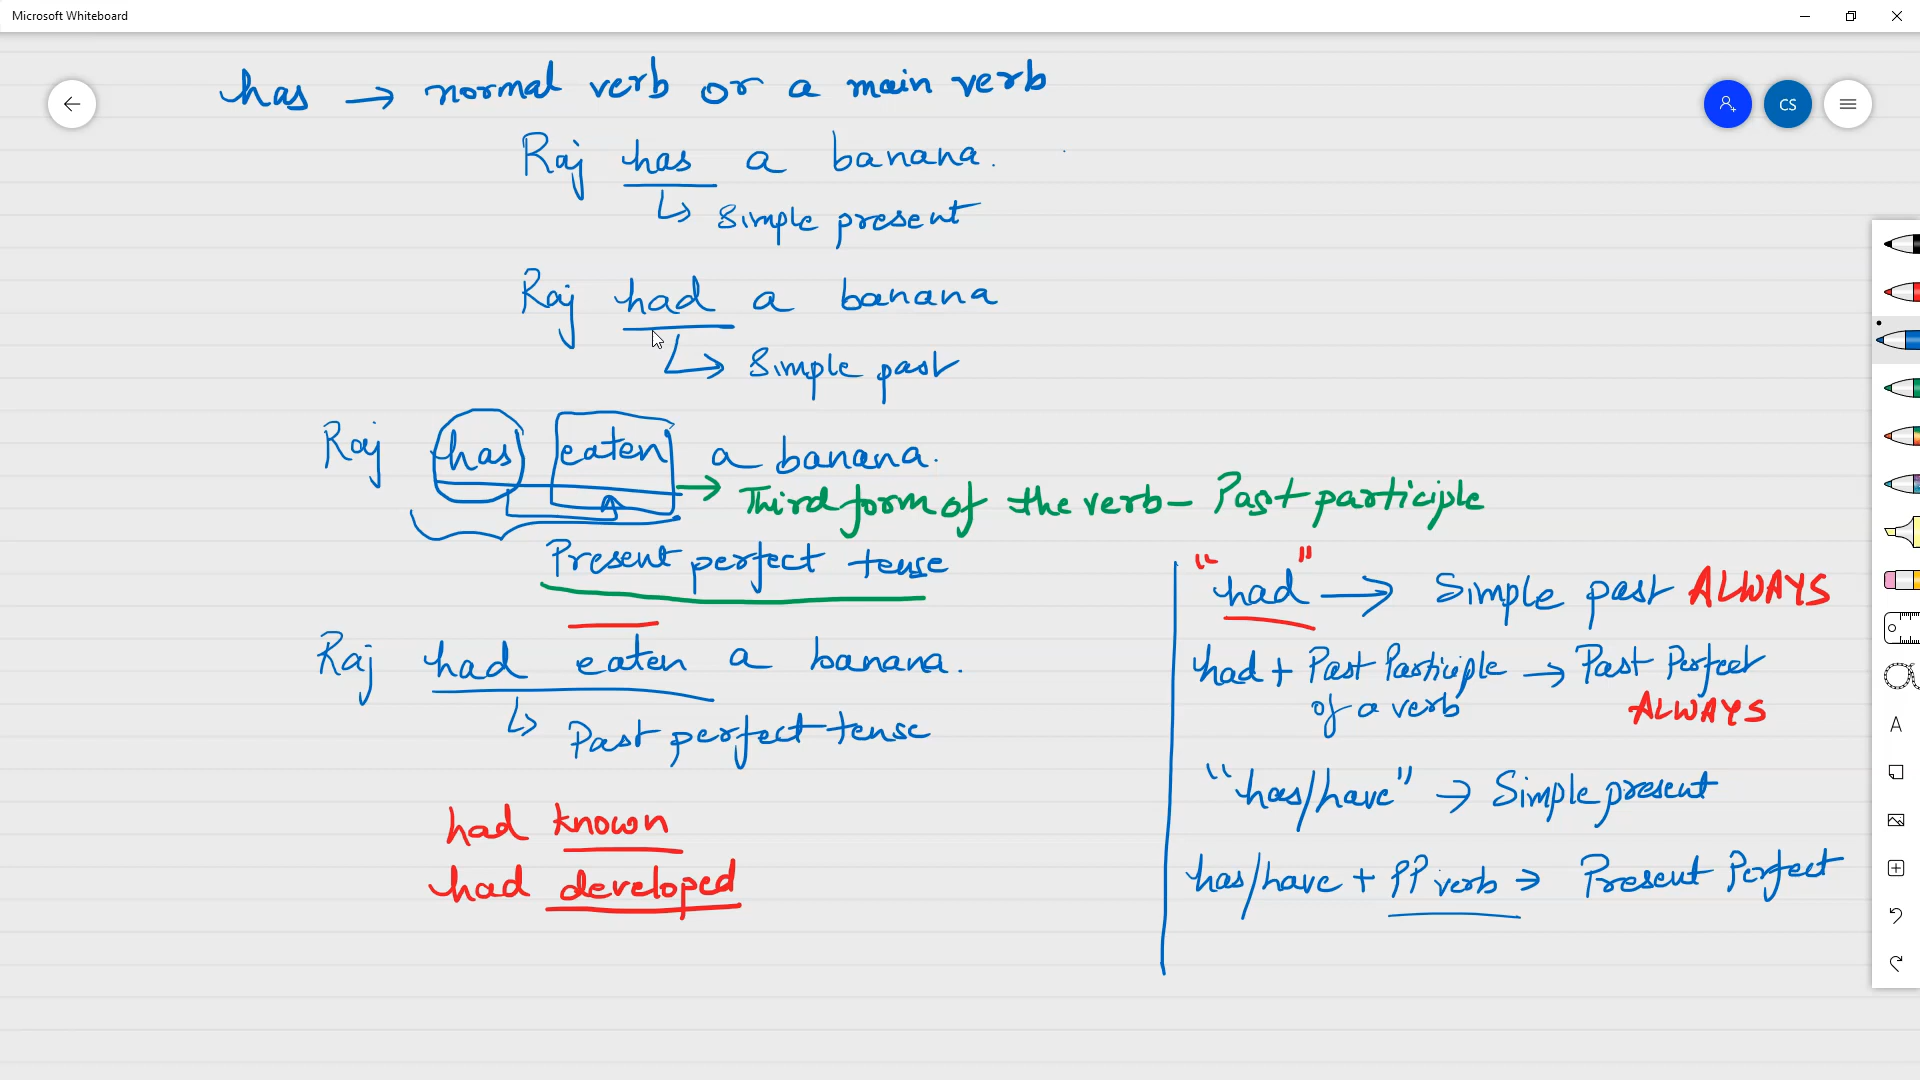 Microsoft Whiteboard
has → normal verb or a main verb
CS
Raj has a banana.
↳ Simple present
Raj had a banana
↳ Simple past
Raj has eaten a banana.
→ Third form of the verb - Past participle
Present perfect tense
Raj had eaten a banana.
↳ Past perfect tense
had known
had developed
"had" → Simple past ALWAYS
had + Past Participle → Past Perfect
of a verb ALWAYS
"has/have" → Simple present
has/have + PP verb → Present Perfect
A